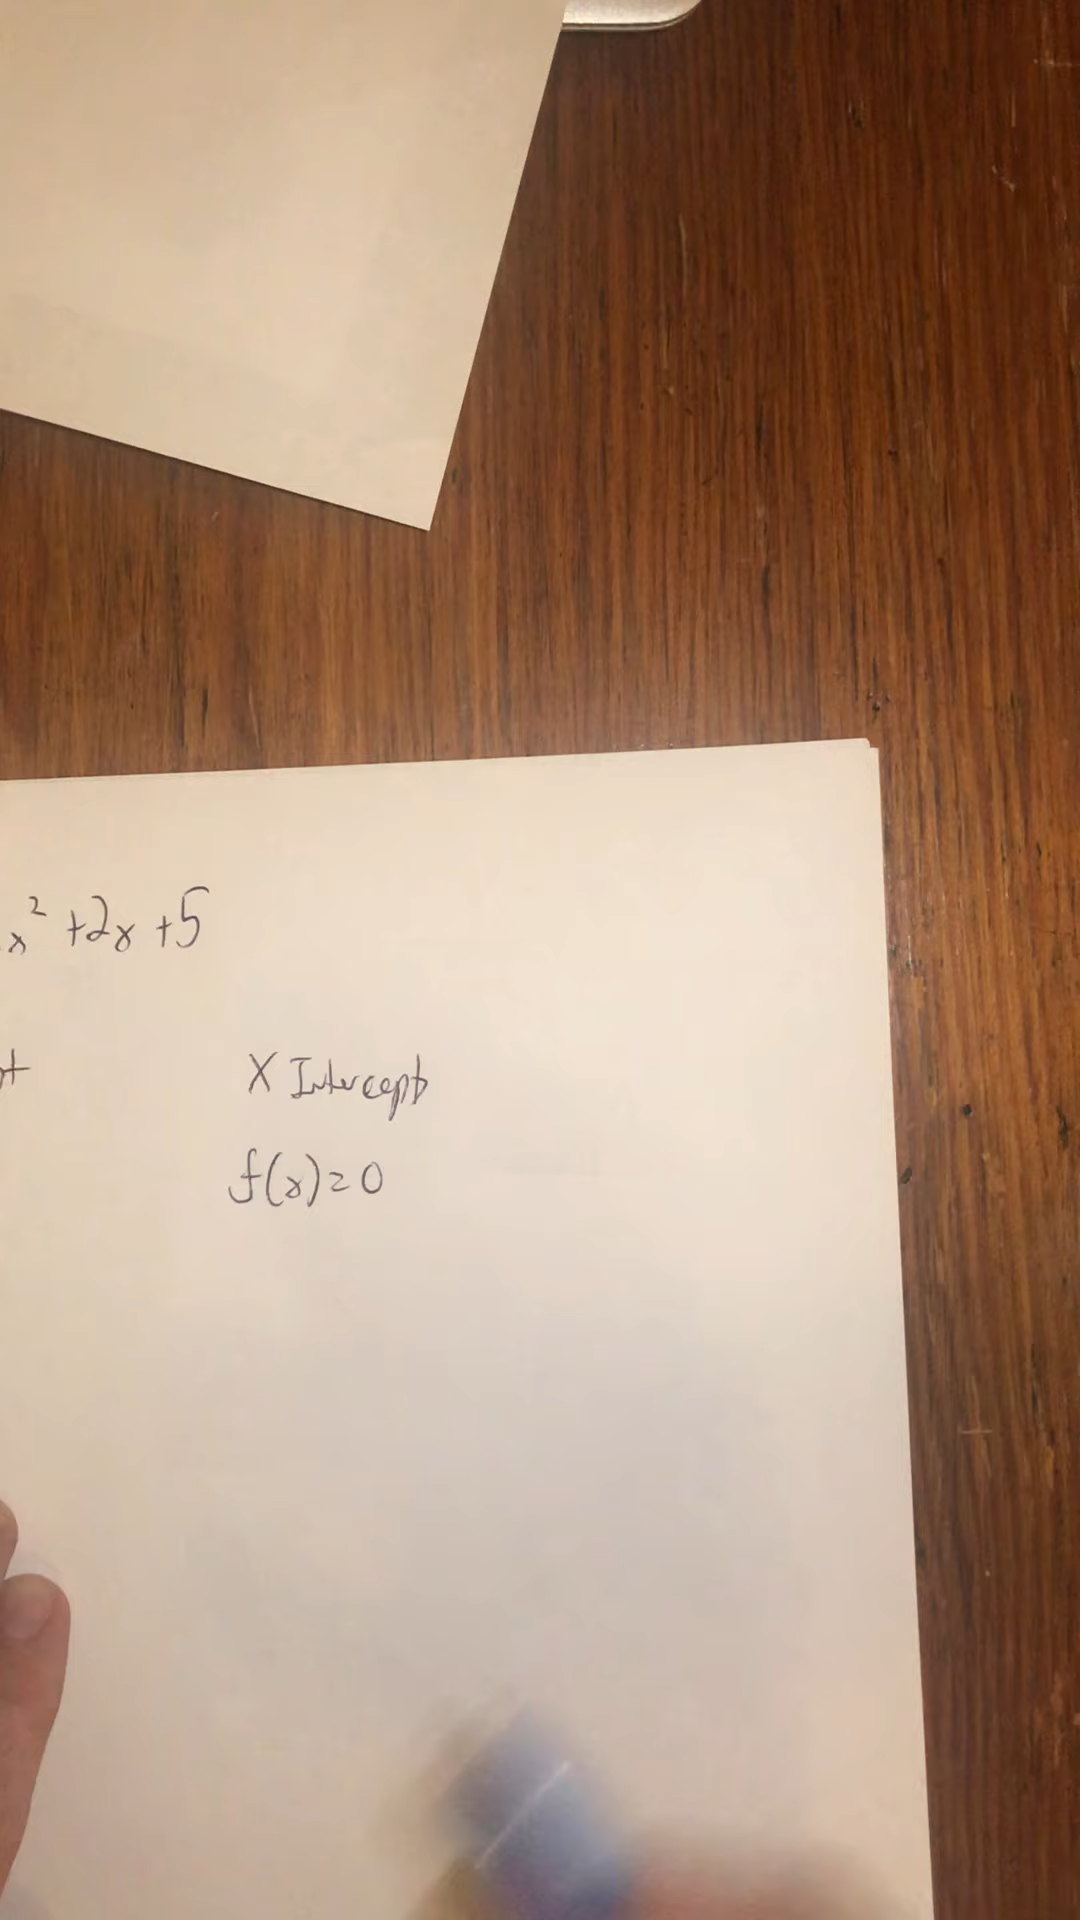 x² +2x +5
X Intercept
f(x)=0